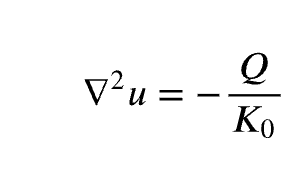 ∇²u = −Q/K₀